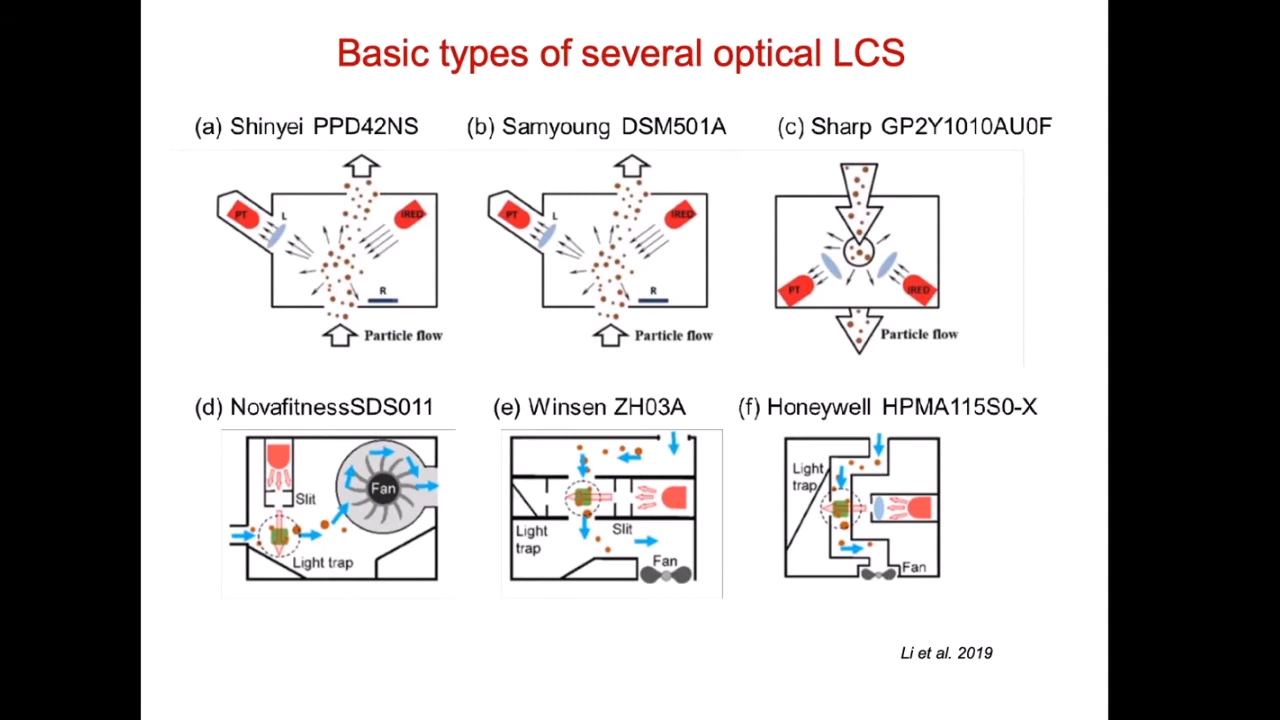 Basic types of several optical LCS
(a) Shinyei PPD42NS
(b) Samyoung DSM501A
(c) Sharp GP2Y1010AU0F
PT
L
IRED
R
Particle flow
PT
L
IRED
R
Particle flow
PT
IRED
Particle flow
(d) NovafitnessSDS011
(e) Winsen ZH03A
(f) Honeywell HPMA115S0-X
Slit
Fan
Light trap
Light
trap
Slit
Fan
Light
trap
Fan
Li et al. 2019